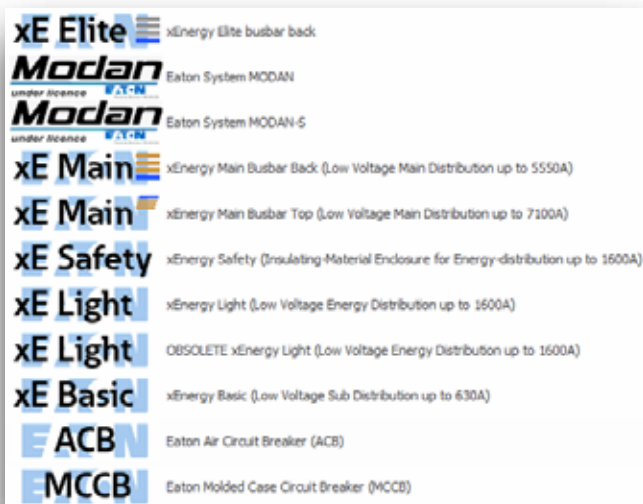 xE Elite xEnergy Elite busbar back
Modan Eaton System MODAN
under licence EATON
Modan Eaton System MODAN-S
under licence EATON
xE Main xEnergy Main Busbar Back (Low Voltage Main Distribution up to 5550A)
xE Main xEnergy Main Busbar Top (Low Voltage Main Distribution up to 7100A)
xE Safety xEnergy Safety (Insulating-Material Enclosure for Energy-distribution up to 1600A)
xE Light xEnergy Light (Low Voltage Energy Distribution up to 1600A)
xE Light OBSOLETE xEnergy Light (Low Voltage Energy Distribution up to 1600A)
xE Basic xEnergy Basic (Low Voltage Sub Distribution up to 630A)
ACB Eaton Air Circuit Breaker (ACB)
MCCB Eaton Molded Case Circuit Breaker (MCCB)